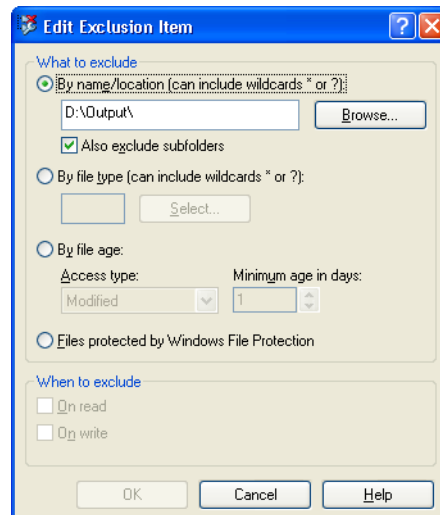 Edit Exclusion Item
What to exclude
By name/location (can include wildcards * or ?):
D:\Output\
Browse...
Also exclude subfolders
By file type (can include wildcards * or ?):
Select...
By file age:
Access type:
Minimum age in days:
Modified
1
Files protected by Windows File Protection
When to exclude
On read
On write
OK
Cancel
Help